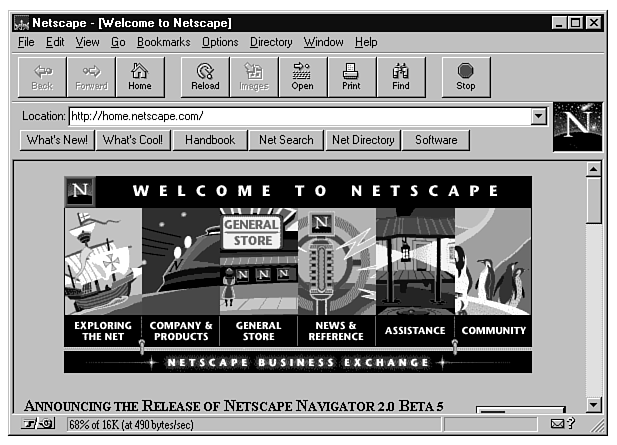 Netscape - [Welcome to Netscape]
File Edit View Go Bookmarks Options Directory Window Help
Back Forward Home Reload Images Open Print Find Stop
Location: http://home.netscape.com/
N
What's New! What's Cool! Handbook Net Search Net Directory Software
N WELCOME TO NETSCAPE
GENERAL
STORE
N
N N N
EXPLORING THE NET
COMPANY & PRODUCTS
GENERAL STORE
NEWS & REFERENCE
ASSISTANCE
COMMUNITY
NETSCAPE BUSINESS EXCHANGE
ANNOUNCING THE RELEASE OF NETSCAPE NAVIGATOR 2.0 BETA 5
68% of 16K (at 490 bytes/sec)
?